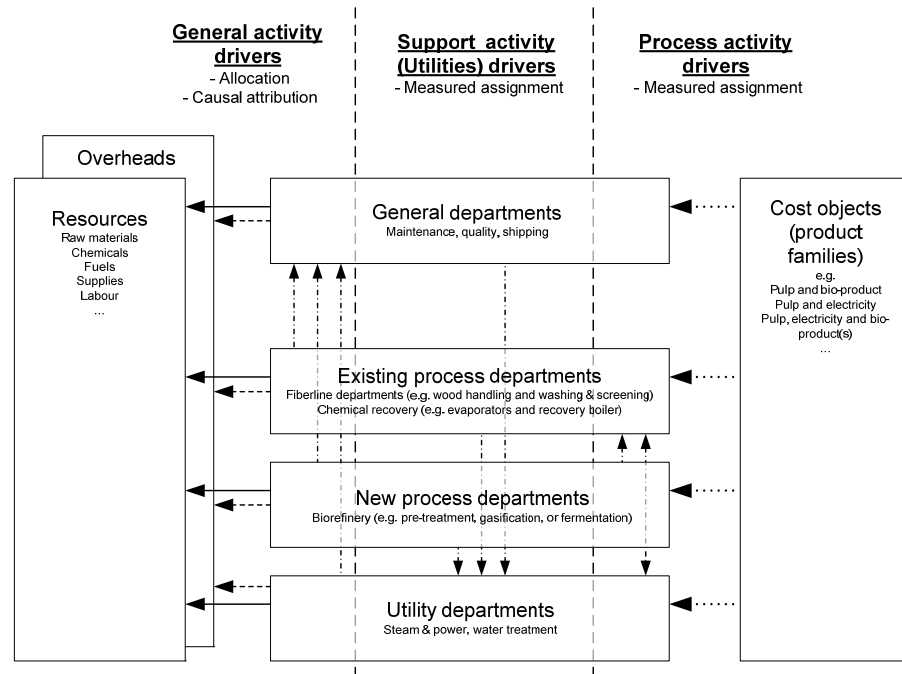 General activity
drivers
- Allocation
- Causal attribution
Support activity
(Utilities) drivers
- Measured assignment
Process activity
drivers
- Measured assignment
Overheads
Resources
Raw materials
Chemicals
Fuels
Supplies
Labour
...
General departments
Maintenance, quality, shipping
Existing process departments
Fiberline departments (e.g. wood handling and washing & screening)
Chemical recovery (e.g. evaporators and recovery boiler)
New process departments
Biorefinery (e.g. pre-treatment, gasification, or fermentation)
Utility departments
Steam & power, water treatment
Cost objects
(product
families)
e.g.
Pulp and bio-product
Pulp and electricity
Pulp, electricity and bio-
product(s)
...